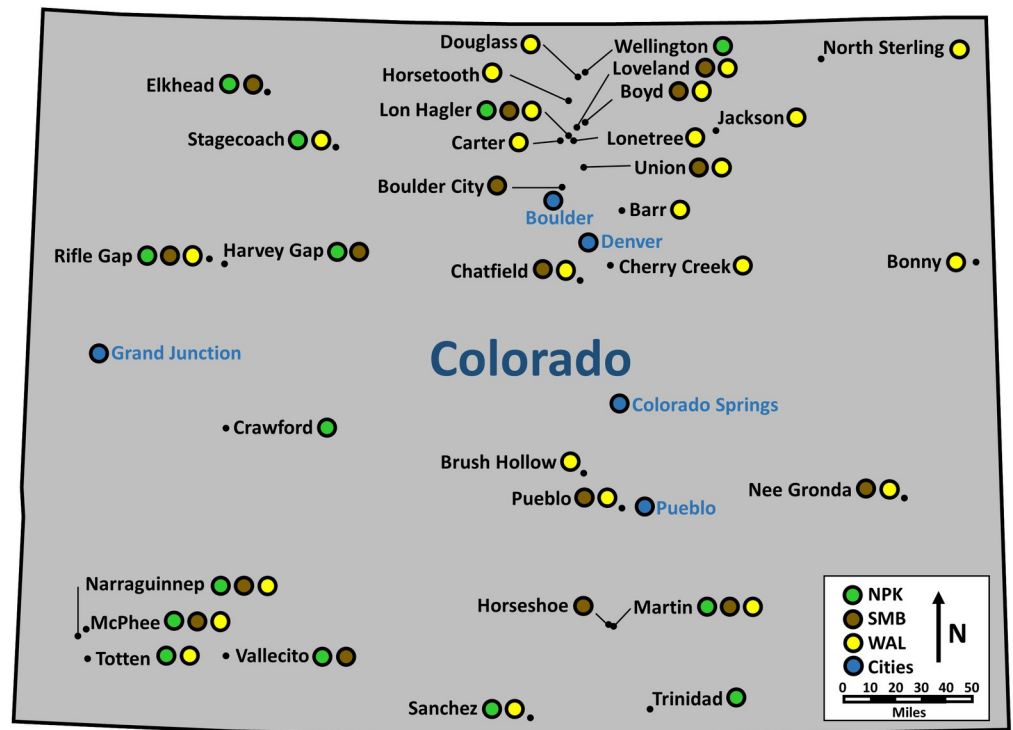 Douglass
Wellington
North Sterling
Horsetooth
Loveland
Elkhead
Boyd
Lon Hagler
Jackson
Stagecoach
Carter
Lonetree
Union
Boulder City
Boulder
Barr
Denver
Rifle Gap
Harvey Gap
Chatfield
Cherry Creek
Bonny
Grand Junction
Colorado
Colorado Springs
Crawford
Brush Hollow
Pueblo
Pueblo
Nee Gronda
Narraguinnep
McPhee
Totten
Vallecito
Horseshoe
Martin
Sanchez
Trinidad
NPK
SMB
WAL
Cities
N
0 10 20 30 40 50
Miles